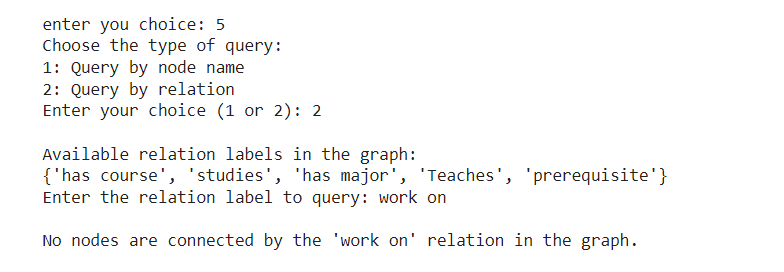 enter you choice: 5
Choose the type of query:
1: Query by node name
2: Query by relation
Enter your choice (1 or 2): 2
Available relation labels in the graph:
{'has course', 'studies', 'has major', 'Teaches', 'prerequisite'}
Enter the relation label to query: work on
No nodes are connected by the 'work on' relation in the graph.